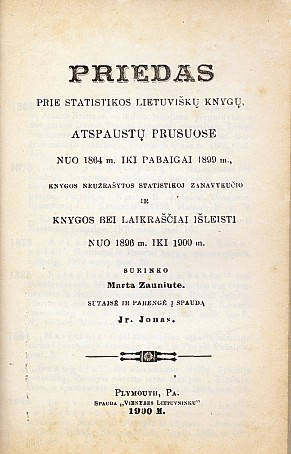 PRIEDAS
PRIE STATISTIKOS LIETUVIŠKŲ KNYGŲ,
ATSPAUSTŲ PRUSUOSE
NUO 1864 m. IKI PABAIGAI 1899 m.,
KNYGOS NEUŽRAŠYTOS STATISTIKOJ ZANAVYKUČIO
IR
KNYGOS BEI LAIKRAŠČIAI IŠLEISTI
NUO 1896 m. IKI 1900 m.
SURINKO
Marta Zauniute.
SUTAISĖ IR PARENGĖ Į SPAUDĄ
Jr. Jonas.
PLYMOUTH, PA.
SPAUDA „VIENYBES LIETUVNINKU”
1900 M.